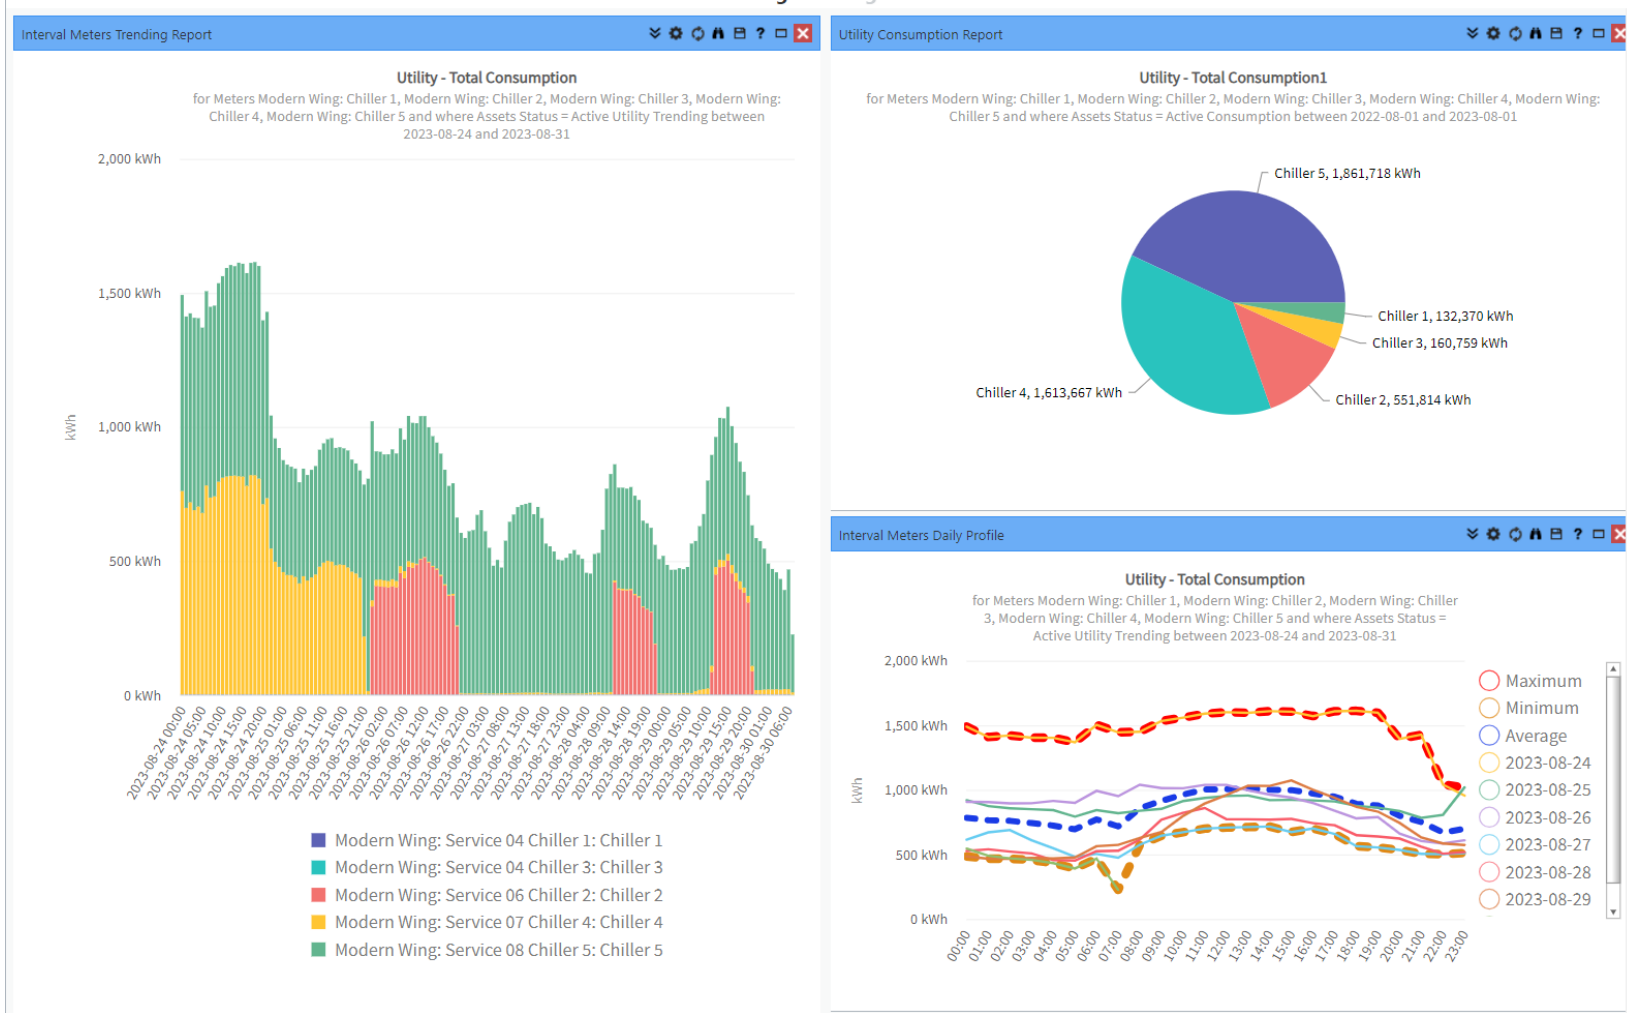 Interval Meters Trending Report
Utility - Total Consumption
for Meters Modern Wing: Chiller 1, Modern Wing: Chiller 2, Modern Wing: Chiller 3, Modern Wing:
Chiller 4, Modern Wing: Chiller 5 and where Assets Status = Active Utility Trending between
2023-08-24 and 2023-08-31
2,000 kWh
1,500 kWh
1,000 kWh
500 kWh
0 kWh
kWh
2023-08-24 00:00
2023-08-24 05:00
2023-08-24 10:00
2023-08-24 15:00
2023-08-24 20:00
2023-08-25 01:00
2023-08-25 06:00
2023-08-25 11:00
2023-08-25 16:00
2023-08-25 21:00
2023-08-26 02:00
2023-08-26 07:00
2023-08-26 12:00
2023-08-26 17:00
2023-08-26 22:00
2023-08-27 03:00
2023-08-27 08:00
2023-08-27 13:00
2023-08-27 18:00
2023-08-27 23:00
2023-08-28 04:00
2023-08-28 09:00
2023-08-28 14:00
2023-08-28 19:00
2023-08-29 00:00
2023-08-29 05:00
2023-08-29 10:00
2023-08-29 15:00
2023-08-29 20:00
2023-08-30 01:00
2023-08-30 06:00
Modern Wing: Service 04 Chiller 1: Chiller 1
Modern Wing: Service 04 Chiller 3: Chiller 3
Modern Wing: Service 06 Chiller 2: Chiller 2
Modern Wing: Service 07 Chiller 4: Chiller 4
Modern Wing: Service 08 Chiller 5: Chiller 5
Utility Consumption Report
Utility - Total Consumption1
for Meters Modern Wing: Chiller 1, Modern Wing: Chiller 2, Modern Wing: Chiller 3, Modern Wing: Chiller 4, Modern Wing:
Chiller 5 and where Assets Status = Active Consumption between 2022-08-01 and 2023-08-01
Chiller 5, 1,861,718 kWh
Chiller 1, 132,370 kWh
Chiller 3, 160,759 kWh
Chiller 4, 1,613,667 kWh
Chiller 2, 551,814 kWh
Interval Meters Daily Profile
Utility - Total Consumption
for Meters Modern Wing: Chiller 1, Modern Wing: Chiller 2, Modern Wing: Chiller
3, Modern Wing: Chiller 4, Modern Wing: Chiller 5 and where Assets Status =
Active Utility Trending between 2023-08-24 and 2023-08-31
2,000 kWh
1,500 kWh
1,000 kWh
500 kWh
0 kWh
kWh
00:00
01:00
02:00
03:00
04:00
05:00
06:00
07:00
08:00
09:00
10:00
11:00
12:00
13:00
14:00
15:00
16:00
17:00
18:00
19:00
20:00
21:00
22:00
23:00
Maximum
Minimum
Average
2023-08-24
2023-08-25
2023-08-26
2023-08-27
2023-08-28
2023-08-29